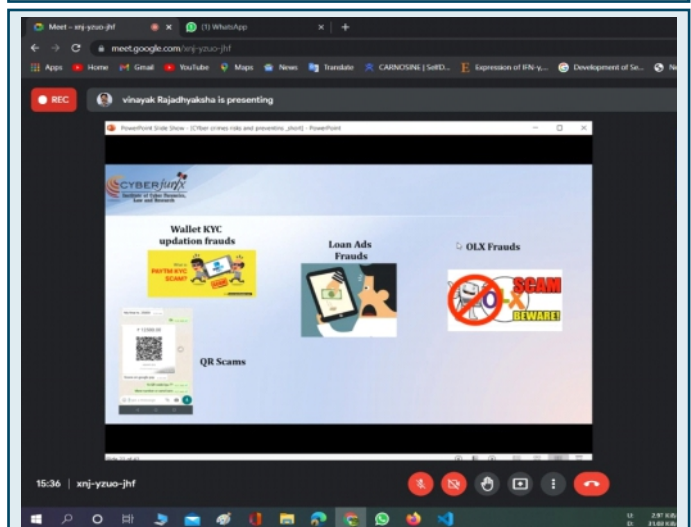 Meet – xnj-yzuo-jhf
(1) WhatsApp
meet.google.com/xnj-yzuo-jhf
Apps
Home
Gmail
YouTube
Maps
News
Translate
CARNOSINE | SelfD...
Expression of IFN-γ,...
Development of Se...
REC
vinayak Rajadhyaksha is presenting
PowerPoint Slide Show - [CYber crimes risks and preventins _short] - PowerPoint
CYBERjurix
Institute of Cyber Forensics,
Law and Research
Wallet KYC
updation frauds
PAYTM KYC
SCAM?
Loan Ads
Frauds
OLX Frauds
SCAM
BEWARE!
QR Scams
15:36 | xnj-yzuo-jhf
U:
D: